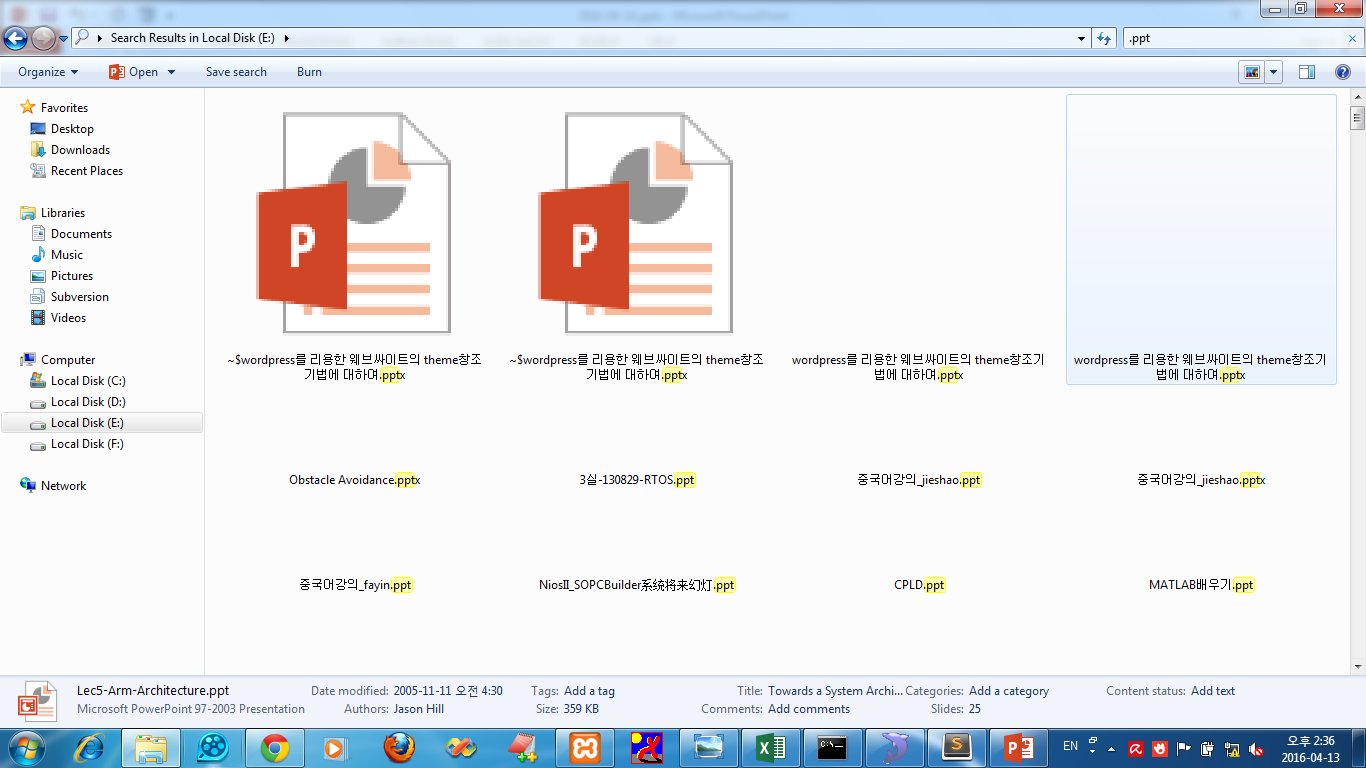 Search Results in Local Disk (E:)
.ppt
Organize
Open
Save search
Burn
Favorites
Desktop
Downloads
Recent Places
Libraries
Documents
Music
Pictures
Subversion
Videos
Computer
Local Disk (C:)
Local Disk (D:)
Local Disk (E:)
Local Disk (F:)
Network
P
P
~$wordpress를 리용한 웨브싸이트의 theme창조
기법에 대하여.pptx
~$wordpress를 리용한 웨브싸이트의 theme창조
기법에 대하여.pptx
wordpress를 리용한 웨브싸이트의 theme창조기
법에 대하여.pptx
wordpress를 리용한 웨브싸이트의 theme창조기
법에 대하여.pptx
Obstacle Avoidance.pptx
3실-130829-RTOS.ppt
중국어강의_jieshao.ppt
중국어강의_jieshao.pptx
중국어강의_fayin.ppt
NiosII_SOPCBuilder系统将来幻灯.ppt
CPLD.ppt
MATLAB배우기.ppt
Lec5-Arm-Architecture.ppt
Microsoft PowerPoint 97-2003 Presentation
Date modified: 2005-11-11 오전 4:30
Authors: Jason Hill
Tags: Add a tag
Size: 359 KB
Title: Towards a System Archi...
Comments: Add comments
Categories: Add a category
Slides: 25
Content status: Add text
EN
오후 2:36
2016-04-13